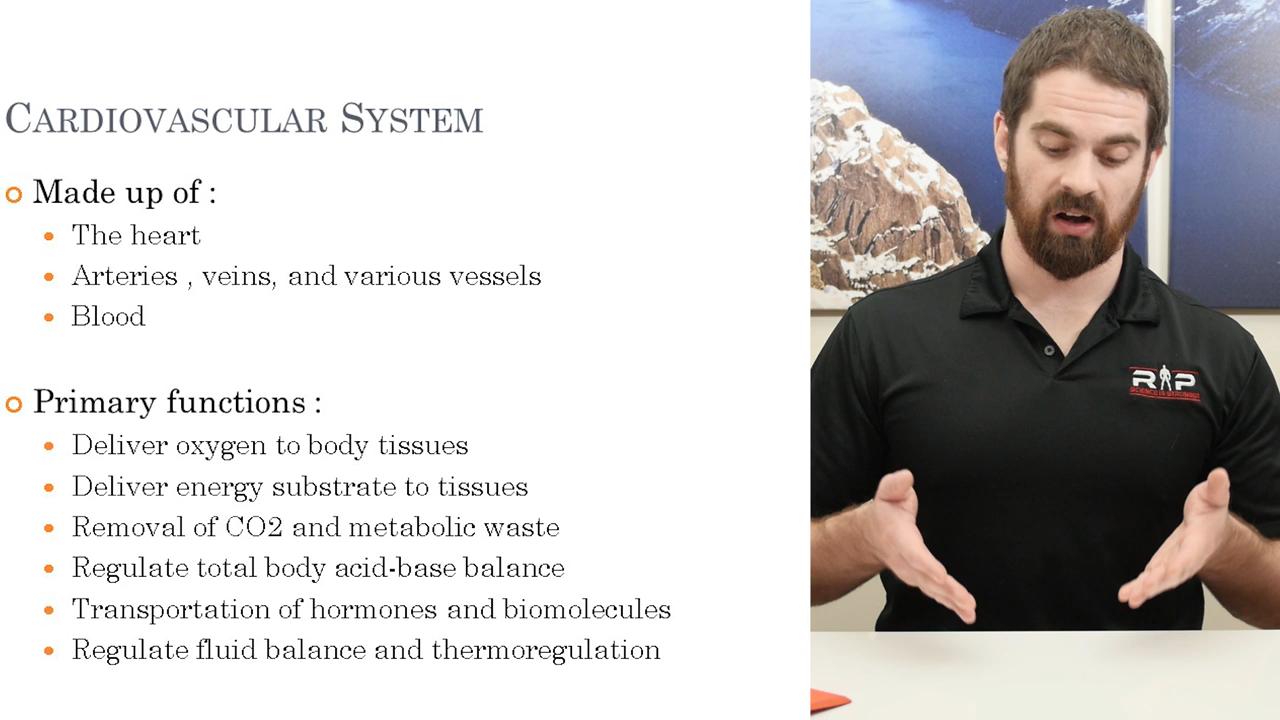 CARDIOVASCULAR SYSTEM
Made up of :
The heart
Arteries , veins, and various vessels
Blood
Primary functions :
Deliver oxygen to body tissues
Deliver energy substrate to tissues
Removal of CO2 and metabolic waste
Regulate total body acid-base balance
Transportation of hormones and biomolecules
Regulate fluid balance and thermoregulation
RP